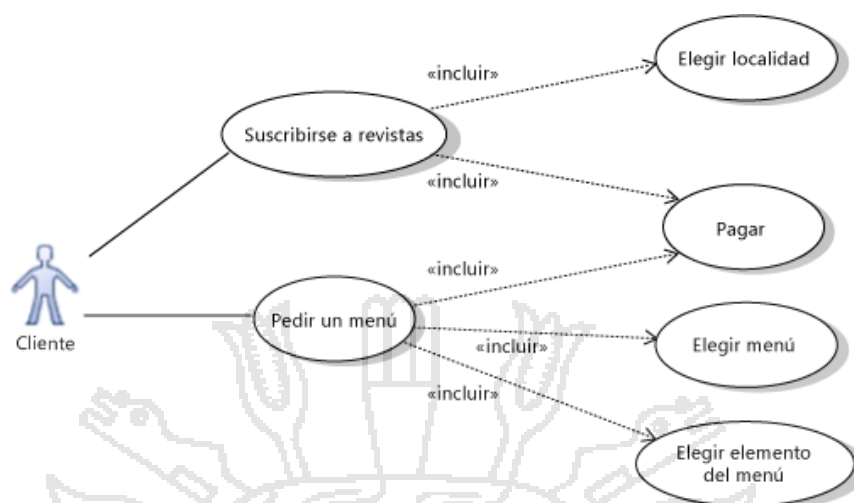 Elegir localidad
«incluir»
Suscribirse a revistas
«incluir»
Pagar
«incluir»
Pedir un menú
Cliente
«incluir»
Elegir menú
«incluir»
Elegir elemento
del menú